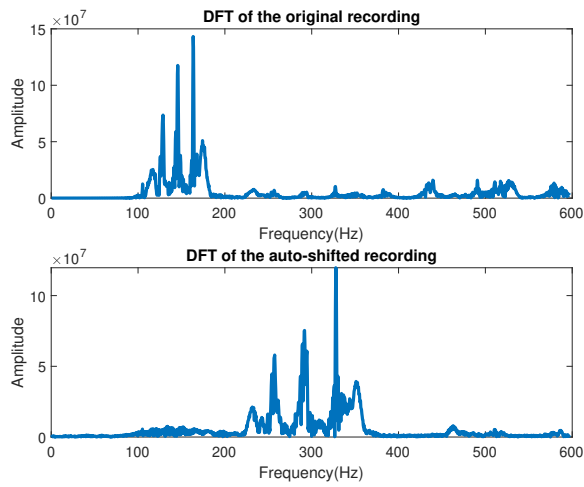 DFT of the original recording
×10⁷
15
10
5
0
Amplitude
0 100 200 300 400 500 600
Frequency(Hz)
DFT of the auto-shifted recording
×10⁷
10
5
0
Amplitude
0 100 200 300 400 500 600
Frequency(Hz)